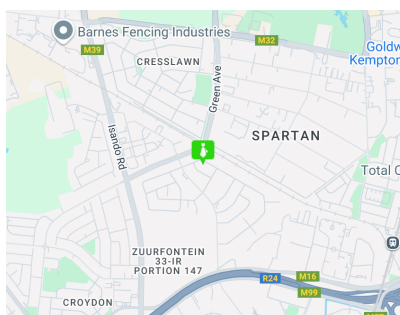 Barnes Fencing Industries
M32
M39
Goldw
Kempton
CRESSLAWN
Green Ave
SPARTAN
Isando Rd
Total C
ZUURFONTEIN
33-IR
PORTION 147
R24
M16
M99
CROYDON